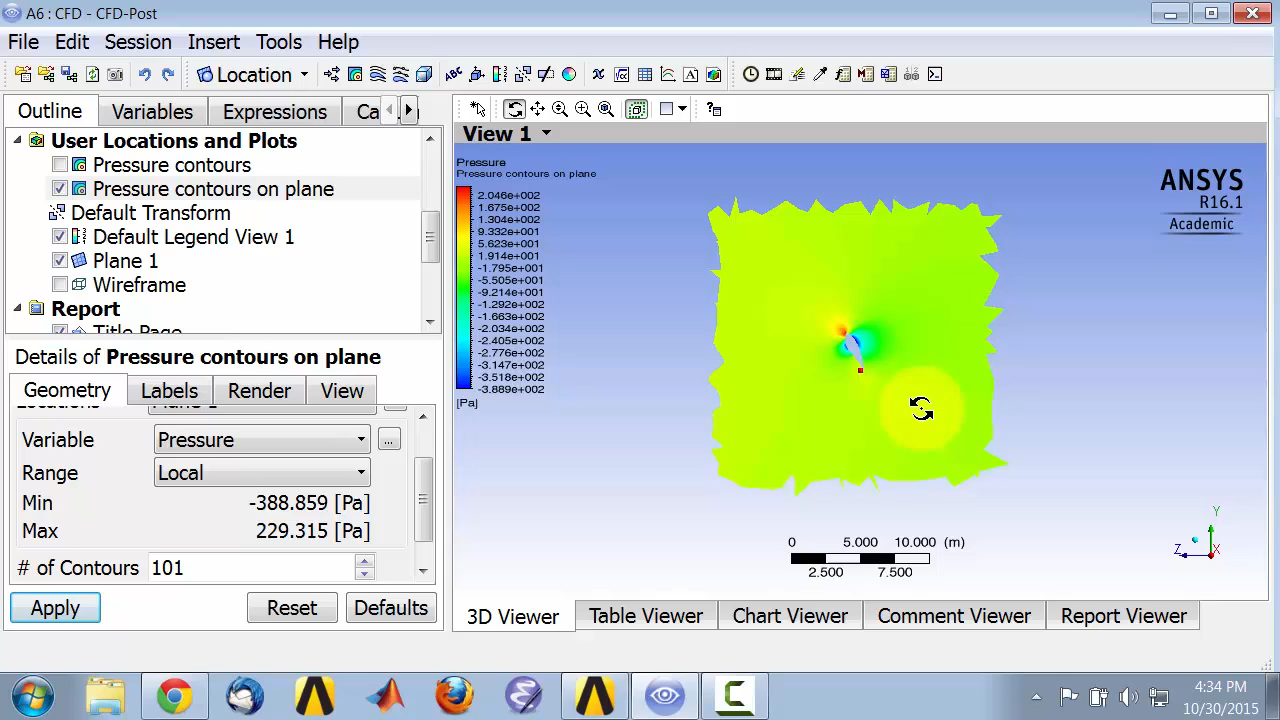 A6 : CFD - CFD-Post
File Edit Session Insert Tools Help
Location
Outline Variables Expressions
User Locations and Plots
Pressure contours
Pressure contours on plane
Default Transform
Default Legend View 1
Plane 1
Wireframe
Report
Title Page
Details of Pressure contours on plane
Geometry Labels Render View
Variable Pressure ...
Range Local
Min -388.859 [Pa]
Max 229.315 [Pa]
# of Contours 101
Apply Reset Defaults
View 1
Pressure
Pressure contours on plane
2.046e+002
1.675e+002
1.304e+002
9.332e+001
5.623e+001
1.914e+001
-1.795e+001
-5.505e+001
-9.214e+001
-1.292e+002
-1.663e+002
-2.034e+002
-2.405e+002
-2.776e+002
-3.147e+002
-3.518e+002
-3.889e+002
[Pa]
ANSYS
R16.1
Academic
0 5.000 10.000 (m)
2.500 7.500
Y
Z X
3D Viewer Table Viewer Chart Viewer Comment Viewer Report Viewer
4:34 PM
10/30/2015